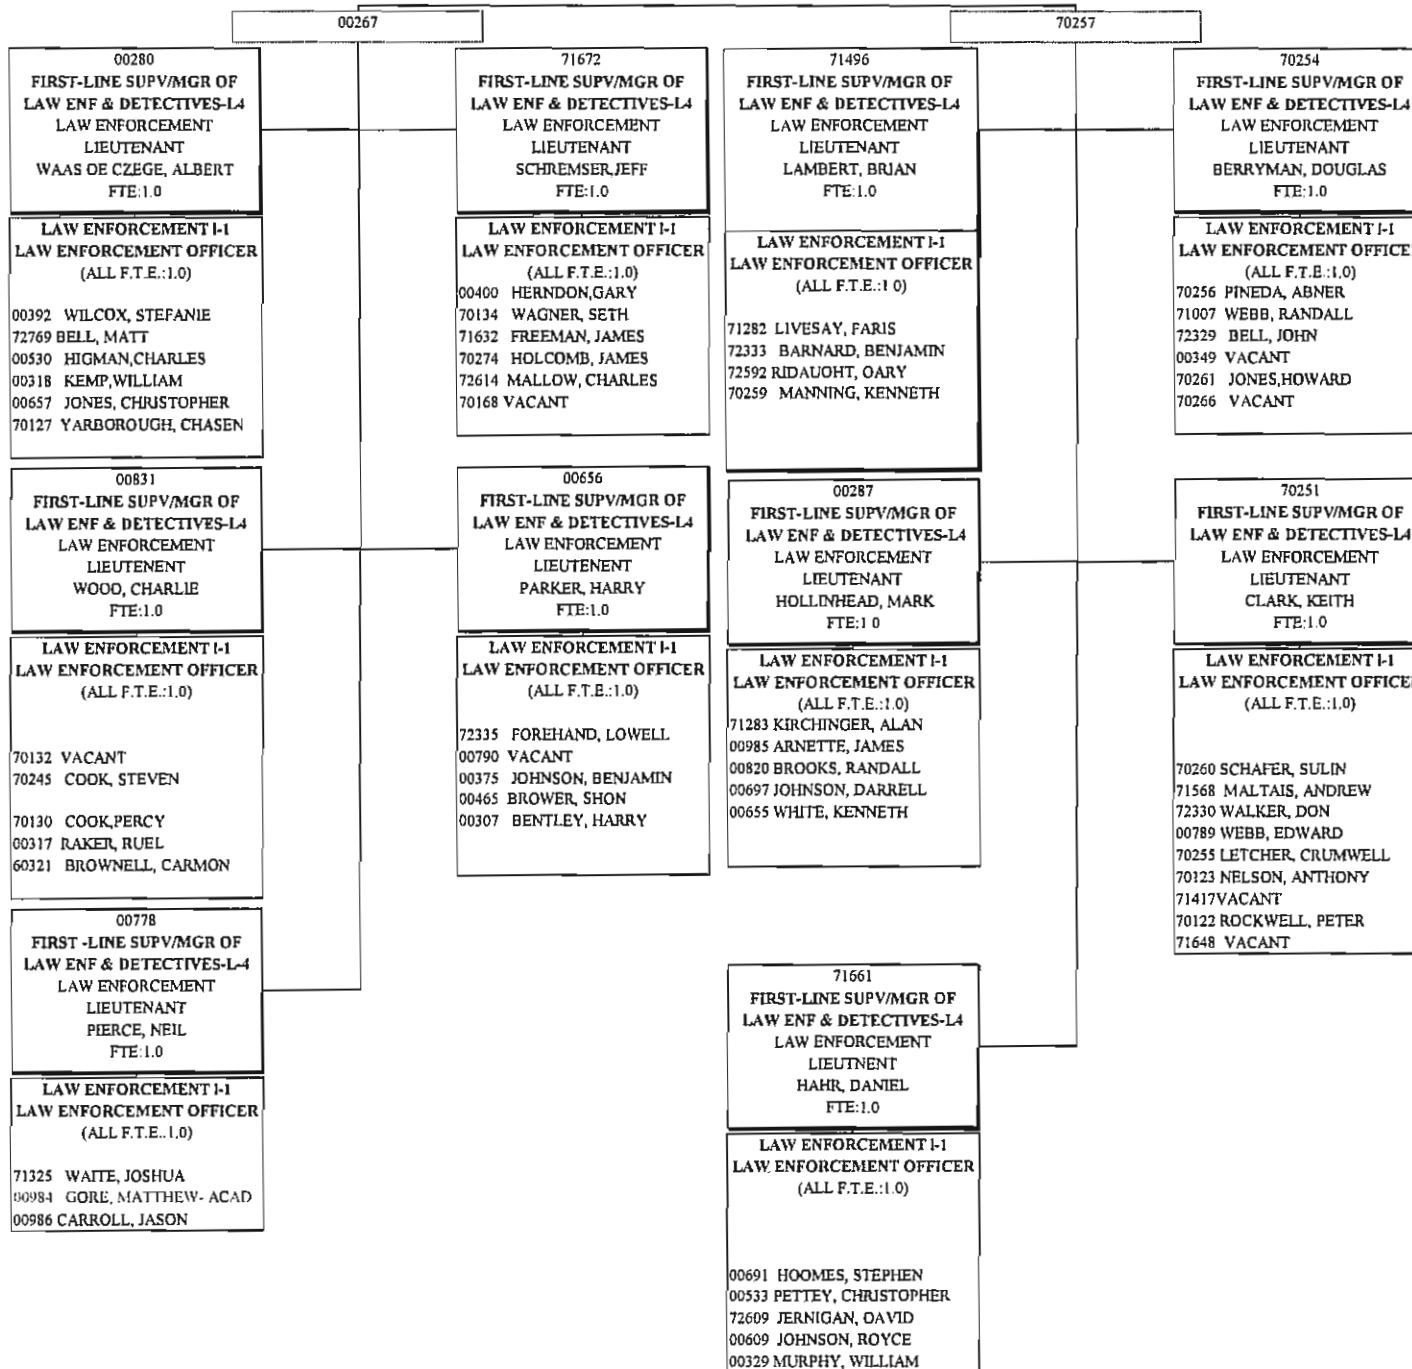 00267
70257
00280
FIRST-LINE SUPV/MGR OF
LAW ENF & DETECTIVES-L4
LAW ENFORCEMENT
LIEUTENANT
WAAS OE CZEGE, ALBERT
FTE:1.0
LAW ENFORCEMENT I-1
LAW ENFORCEMENT OFFICER
(ALL F.T.E.:1.0)
00392 WILCOX, STEFANIE
72769 BELL, MATT
00530 HIGMAN,CHARLES
00318 KEMP,WILLIAM
00657 JONES, CHRISTOPHER
70127 YARBOROUGH, CHASEN
71672
FIRST-LINE SUPV/MGR OF
LAW ENF & DETECTIVES-L4
LAW ENFORCEMENT
LIEUTENANT
SCHREMSER,JEFF
FTE:1.0
LAW ENFORCEMENT I-1
LAW ENFORCEMENT OFFICER
(ALL F.T.E.:1.0)
00400 HERNDON,GARY
70134 WAGNER, SETH
71632 FREEMAN, JAMES
70274 HOLCOMB, JAMES
72614 MALLOW, CHARLES
70168 VACANT
71496
FIRST-LINE SUPV/MGR OF
LAW ENF & DETECTIVES-L4
LAW ENFORCEMENT
LIEUTENANT
LAMBERT, BRIAN
FTE:1.0
LAW ENFORCEMENT I-1
LAW ENFORCEMENT OFFICER
(ALL F.T.E.:1 0)
71282 LIVESAY, FARIS
72333 BARNARD, BENJAMIN
72592 RIDAUOHT, OARY
70259 MANNING, KENNETH
70254
FIRST-LINE SUPV/MGR OF
LAW ENF & DETECTIVES-L4
LAW ENFORCEMENT
LIEUTENANT
BERRYMAN, DOUGLAS
FTE:1.0
LAW ENFORCEMENT I-1
LAW ENFORCEMENT OFFICE
(ALL F.T.E.:1.0)
70256 PINEDA, ABNER
71007 WEBB, RANDALL
72329 BELL, JOHN
00349 VACANT
70261 JONES,HOWARD
70266 VACANT
00831
FIRST-LINE SUPV/MGR OF
LAW ENF & DETECTIVES-L4
LAW ENFORCEMENT
LIEUTENENT
WOOD, CHARLIE
FTE:1.0
LAW ENFORCEMENT I-1
LAW ENFORCEMENT OFFICER
(ALL F.T.E.:1.0)
70132 VACANT
70245 COOK, STEVEN
70130 COOK,PERCY
00317 RAKER, RUEL
60321 BROWNELL, CARMON
00656
FIRST-LINE SUPV/MGR OF
LAW ENF & DETECTIVES-L4
LAW ENFORCEMENT
LIEUTENENT
PARKER, HARRY
FTE:1.0
LAW ENFORCEMENT I-1
LAW ENFORCEMENT OFFICER
(ALL F.T.E.:1.0)
72335 FOREHAND, LOWELL
00790 VACANT
00375 JOHNSON, BENJAMIN
00465 BROWER, SHON
00307 BENTLEY, HARRY
00287
FIRST-LINE SUPV/MGR OF
LAW ENF & DETECTIVES-L4
LAW ENFORCEMENT
LIEUTENANT
HOLLINHEAD, MARK
FTE:1 0
LAW ENFORCEMENT I-1
LAW ENFORCEMENT OFFICER
(ALL F.T.E.:1.0)
71283 KIRCHINGER, ALAN
00985 ARNETTE, JAMES
00820 BROOKS, RANDALL
00697 JOHNSON, DARRELL
00655 WHITE, KENNETH
70251
FIRST-LINE SUPV/MGR OF
LAW ENF & DETECTIVES-L4
LAW ENFORCEMENT
LIEUTENANT
CLARK, KEITH
FTE:1.0
LAW ENFORCEMENT I-1
LAW ENFORCEMENT OFFICE
(ALL F.T.E.:1.0)
70260 SCHAFER, SULIN
71568 MALTAIS, ANDREW
72330 WALKER, DON
00789 WEBB, EDWARD
70255 LETCHER, CRUMWELL
70123 NELSON, ANTHONY
71417VACANT
70122 ROCKWELL, PETER
71648 VACANT
00778
FIRST -LINE SUPV/MGR OF
LAW ENF & DETECTIVES-L-4
LAW ENFORCEMENT
LIEUTENANT
PIERCE, NEIL
FTE:1.0
LAW ENFORCEMENT I-1
LAW ENFORCEMENT OFFICER
(ALL F.T.E..1.0)
71325 WAITE, JOSHUA
00984 GORE, MATTHEW- ACAD
00986 CARROLL, JASON
71661
FIRST-LINE SUPV/MGR OF
LAW ENF & DETECTIVES-L4
LAW ENFORCEMENT
LIEUTNENT
HAHR, DANIEL
FTE:1.0
LAW ENFORCEMENT I-1
LAW ENFORCEMENT OFFICER
(ALL F.T.E.:1.0)
00691 HOOMES, STEPHEN
00533 PETTEY, CHRISTOPHER
72609 JERNIGAN, OAVID
00609 JOHNSON, ROYCE
00329 MURPHY, WILLIAM